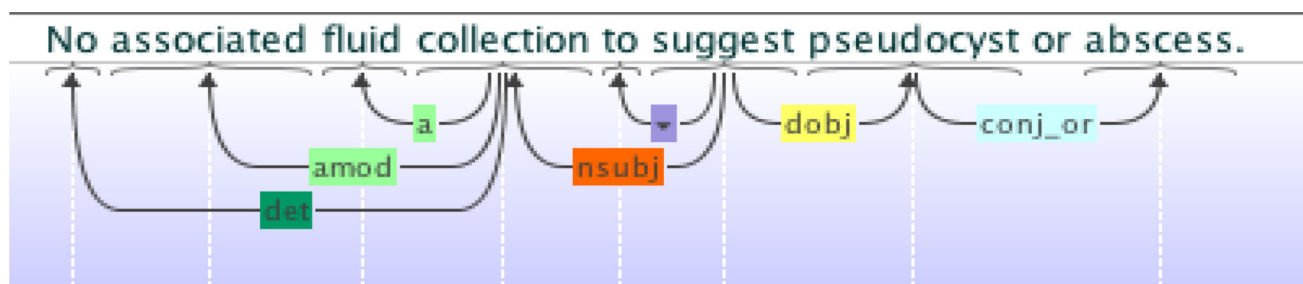 No associated fluid collection to suggest pseudocyst or abscess.
a dobj conj_or
amod nsubj
det